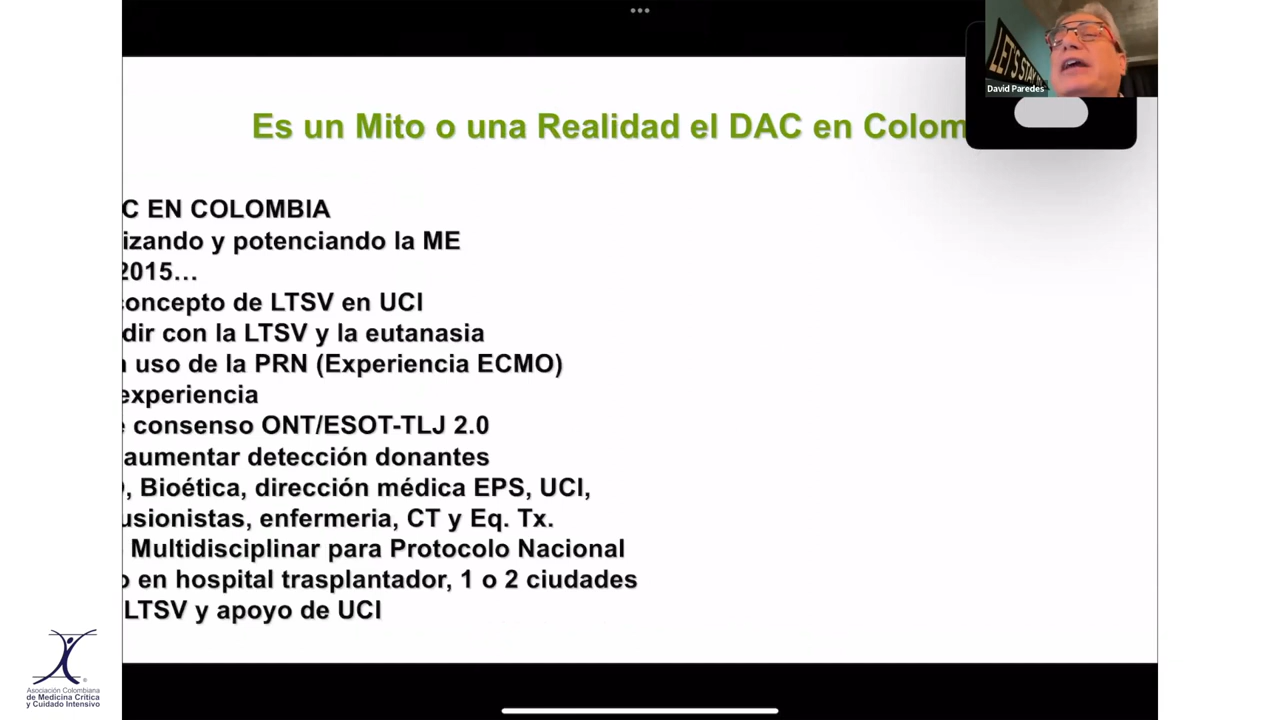 LET'S STAY
David Paredes
Es un Mito o una Realidad el DAC en Colom
C EN COLOMBIA
izando y potenciando la ME
2015…
concepto de LTSV en UCI
dir con la LTSV y la eutanasia
n uso de la PRN (Experiencia ECMO)
experiencia
e consenso ONT/ESOT-TLJ 2.0
aumentar detección donantes
, Bioética, dirección médica EPS, UCI,
usionistas, enfermeria, CT y Eq. Tx.
Multidisciplinar para Protocolo Nacional
o en hospital trasplantador, 1 o 2 ciudades
LTSV y apoyo de UCI
Asociación Colombiana
de Medicina Crítica
y Cuidado Intensivo